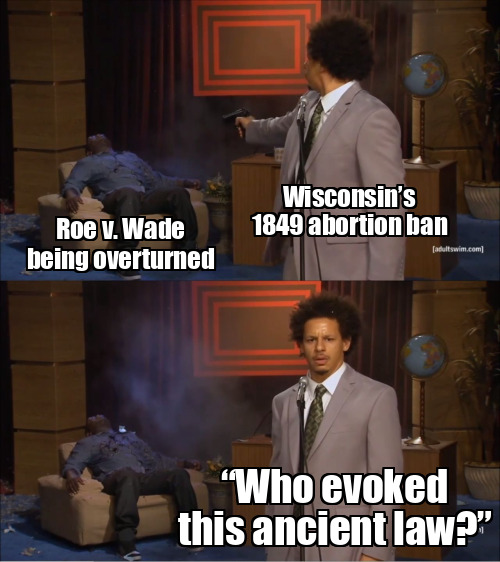 Wisconsin’s
1849 abortion ban
Roe v. Wade
being overturned
[adultswim.com]
“Who evoked
this ancient law?”